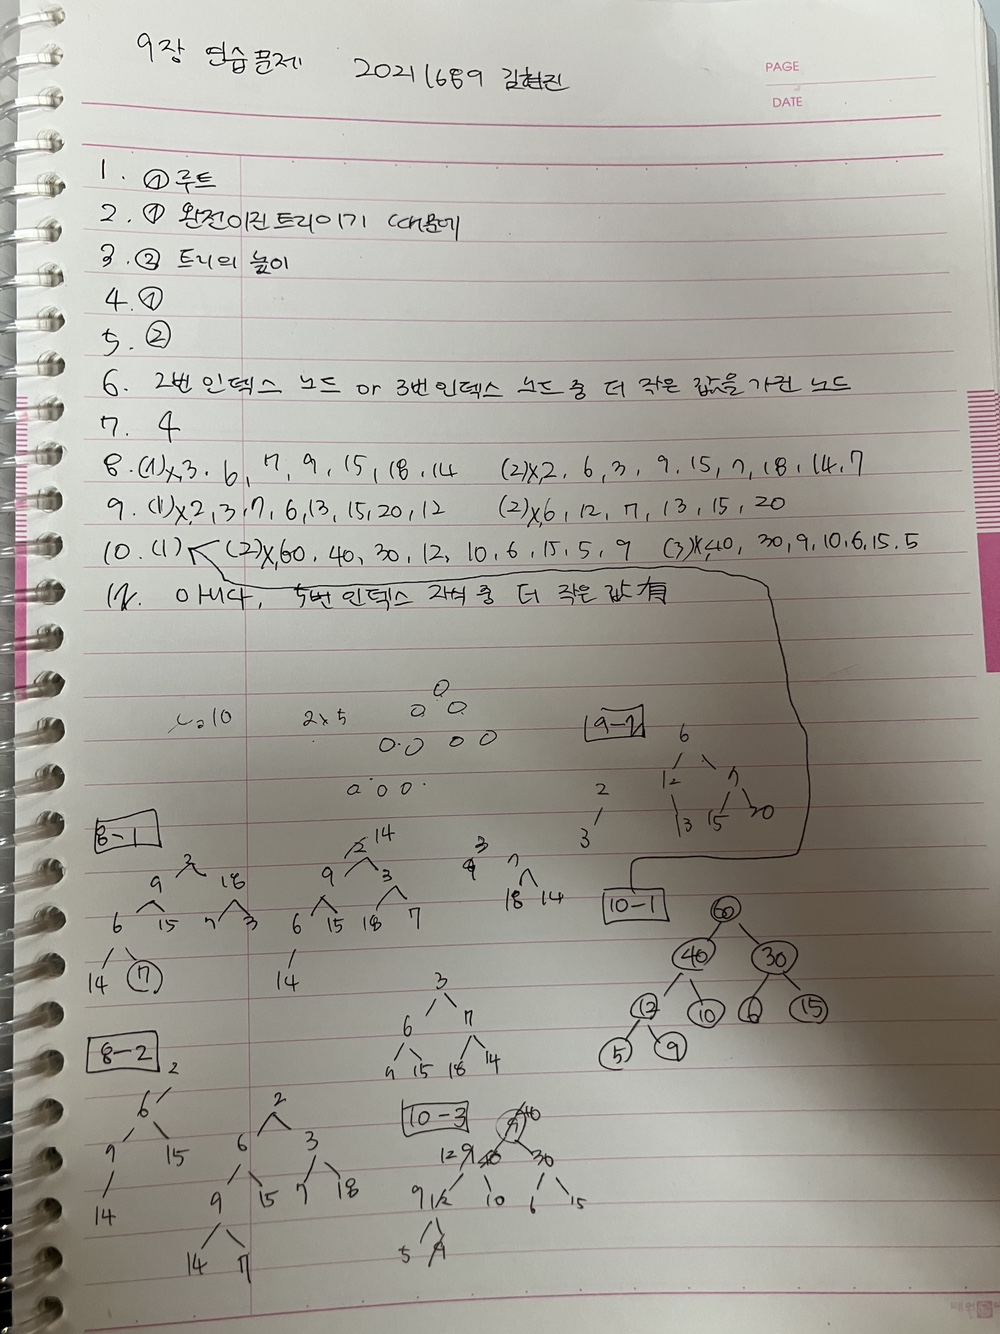 9장 연습문제 2021689 김현진
PAGE
DATE
1. ① 루트
2. ① 완전이진트리이기 때문에
3. ② 트리의 높이
4. ①
5. ②
6. 2번 인덱스 노드 or 3번 인덱스 노드 중 더 작은 값을 가진 노드
7. 4
8. (1) x, 3. 6, 7, 9, 15, 18, 14 (2) x, 2, 6, 3, 9, 15, 7, 18, 14, 7
9. (1) x, 2, 3, 7, 6, 13, 15, 20, 12 (2) x, 6, 12, 7, 13, 15, 20
10. (1) (2) x, 60, 40, 30, 12, 10, 6, 15, 5, 9 (3) x, 40, 30, 9, 10, 6, 15, 5
아니다, 5번 인덱스 자식 중 더 작은 값 有
10 2x5
9-2
6
2 12 7
3 13 15 20
8-1
2 14 3
9 18 9 3 7
6 15 7 3 6 15 18 7 18 14
14 7 14
10-1
60
40 30
12 10 6 15
5 9
3
6 7
9 15 18 14
8-2
2 2
6 6 3
9 15 9 15 7 18
14 14 7
10-3
40
12 9 40 30
9 12 10 6 15
5 9